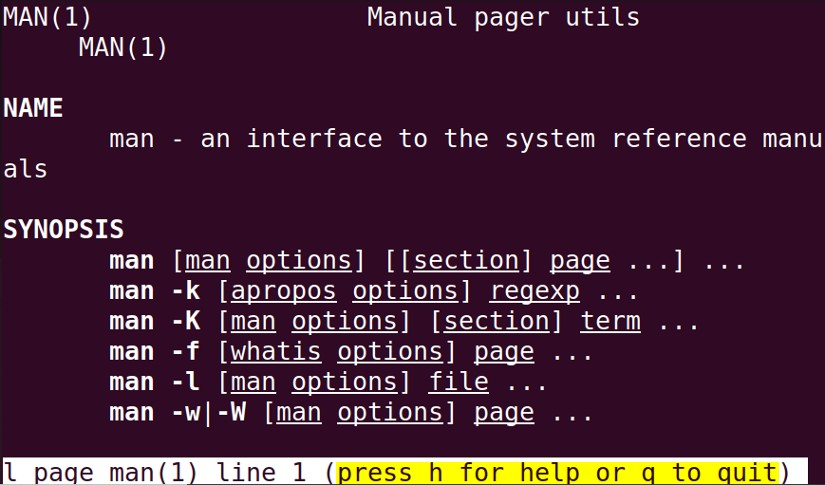 MAN(1) Manual pager utils
MAN(1)
NAME
man - an interface to the system reference manu
als
SYNOPSIS
man [man options] [[section] page ...] ...
man -k [apropos options] regexp ...
man -K [man options] [section] term ...
man -f [whatis options] page ...
man -l [man options] file ...
man -w|-W [man options] page ...
l page man(1) line 1 (press h for help or q to quit)